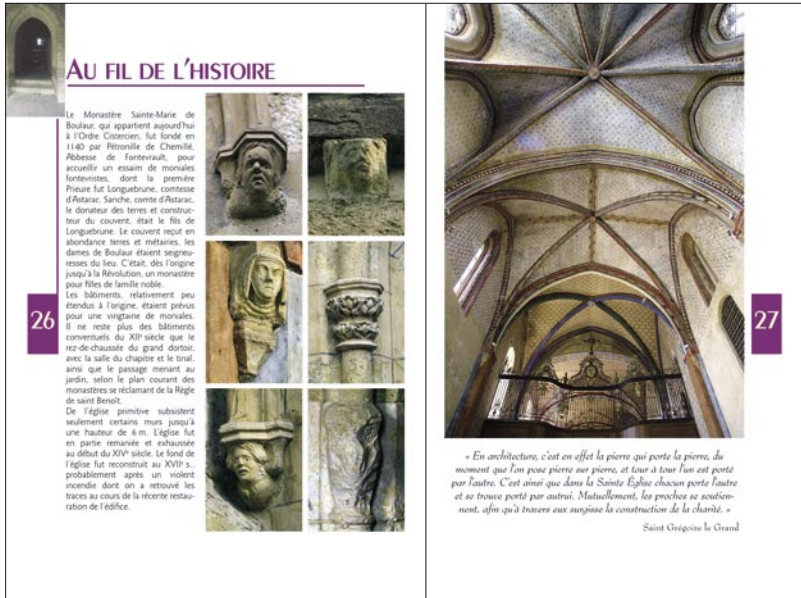 AU FIL DE L'HISTOIRE
Le Monastère Sainte-Marie de
Boulaur, qui appartient aujourd'hui
à l'Ordre Cistercien, fut fondé en
1140 par Pétronille de Chemillé,
Abbesse de Fontevrault, pour
accueillir un essaim de moniales
fontevristes, dont la première
Prieure fut Longuebrune, comtesse
d'Astarac. Sanche, comte d'Astarac,
le donateur des terres et construc-
teur du couvent, était le fils de
Longuebrune. Le couvent reçut en
abondance terres et métairies, les
dames de Boulaur étaient seigneu-
resses du lieu. C'était, dès l'origine
jusqu'à la Révolution, un monastère
pour filles de famille noble.
Les bâtiments, relativement peu
étendus à l'origine, étaient prévus
pour une vingtaine de moniales.
Il ne reste plus des bâtiments
conventuels du XIIᵉ siècle que le
rez-de-chaussée du grand dortoir,
avec la salle du chapitre et le tinal,
ainsi que le passage menant au
jardin, selon le plan courant des
monastères se réclamant de la Règle
de saint Benoît.
De l'église primitive subsistent
seulement certains murs jusqu'à
une hauteur de 6 m. L'église fut
en partie remaniée et exhaussée
au début du XIVᵉ siècle. Le fond de
l'église fut reconstruit au XVIIᵉ s.,
probablement après un violent
incendie dont on a retrouvé les
traces au cours de la récente restau-
ration de l'édifice.
26
27
« En architecture, c'est en effet la pierre qui porte la pierre, du
moment que l'on pose pierre sur pierre, et tour à tour l'un est porté
par l'autre. C'est ainsi que dans la Sainte Église chacun porte l'autre
et se trouve porté par autrui. Mutuellement, les proches se soutien-
nent, afin qu'à travers eux surgisse la construction de la charité. »
Saint Grégoire le Grand